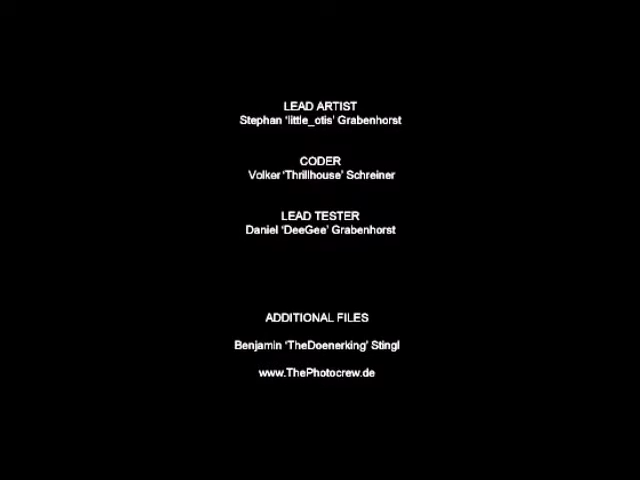 LEAD ARTIST
Stephan 'little_otis' Grabenhorst
CODER
Volker 'Thrillhouse' Schreiner
LEAD TESTER
Daniel 'DeeGee' Grabenhorst
ADDITIONAL FILES
Benjamin 'TheDoenerking' Stingl
www.ThePhotocrew.de